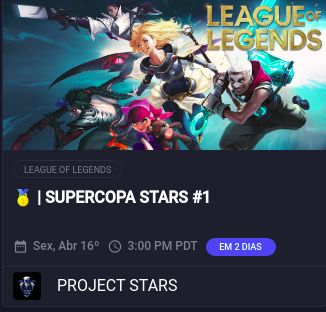 LEAGUE OF
LEGENDS
LEAGUE OF LEGENDS
🏅 | SUPERCOPA STARS #1
Sex, Abr 16º 3:00 PM PDT EM 2 DIAS
PROJECT STARS